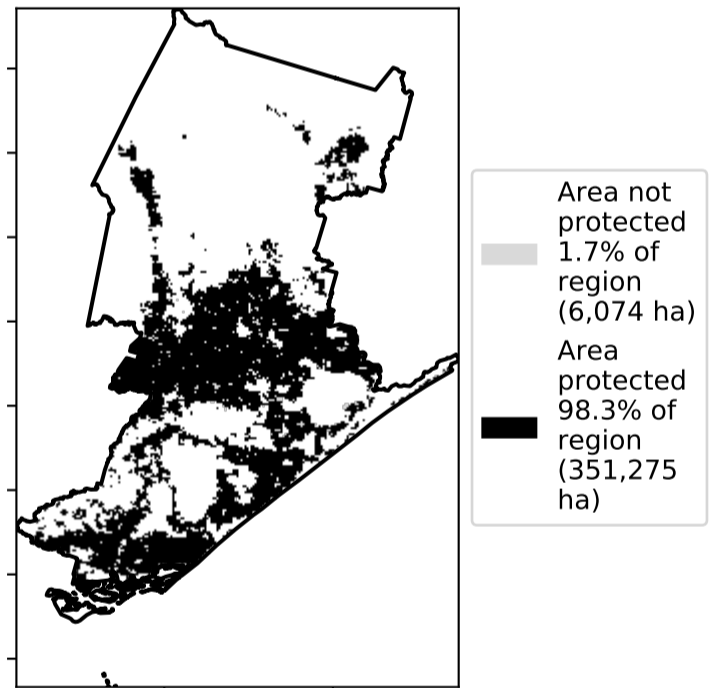 Area not
protected
1.7% of
region
(6,074 ha)
Area
protected
98.3% of
region
(351,275
ha)